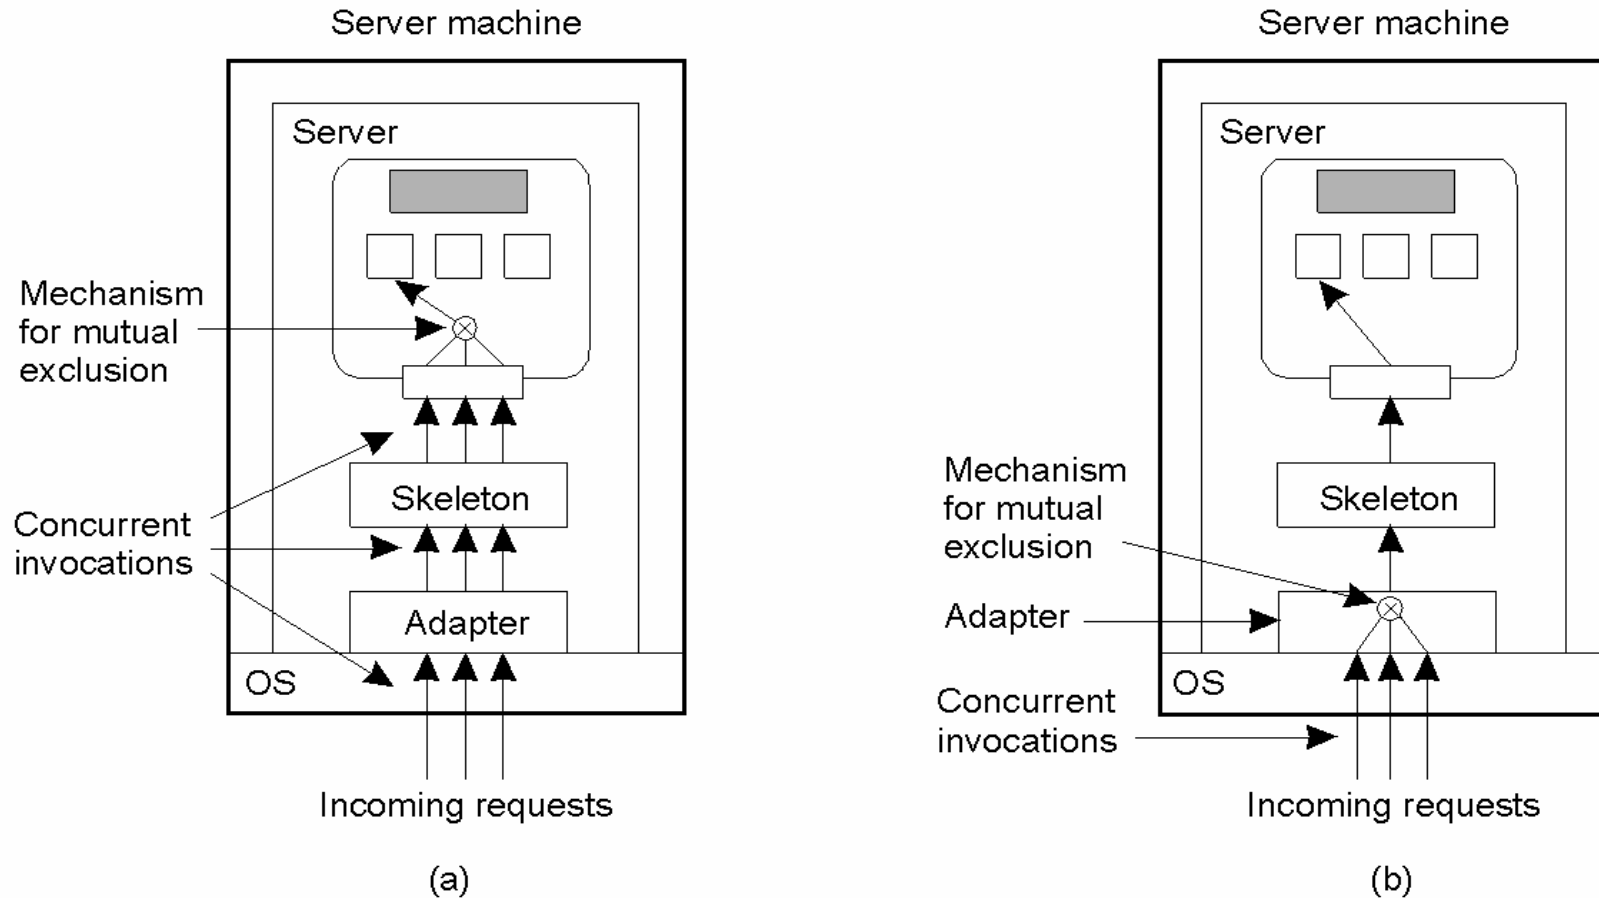 Server machine
Server
Mechanism
for mutual
exclusion
Skeleton
Concurrent
invocations
Adapter
OS
Incoming requests
(a)
Server machine
Server
Mechanism
for mutual
exclusion
Skeleton
Adapter
OS
Concurrent
invocations
Incoming requests
(b)